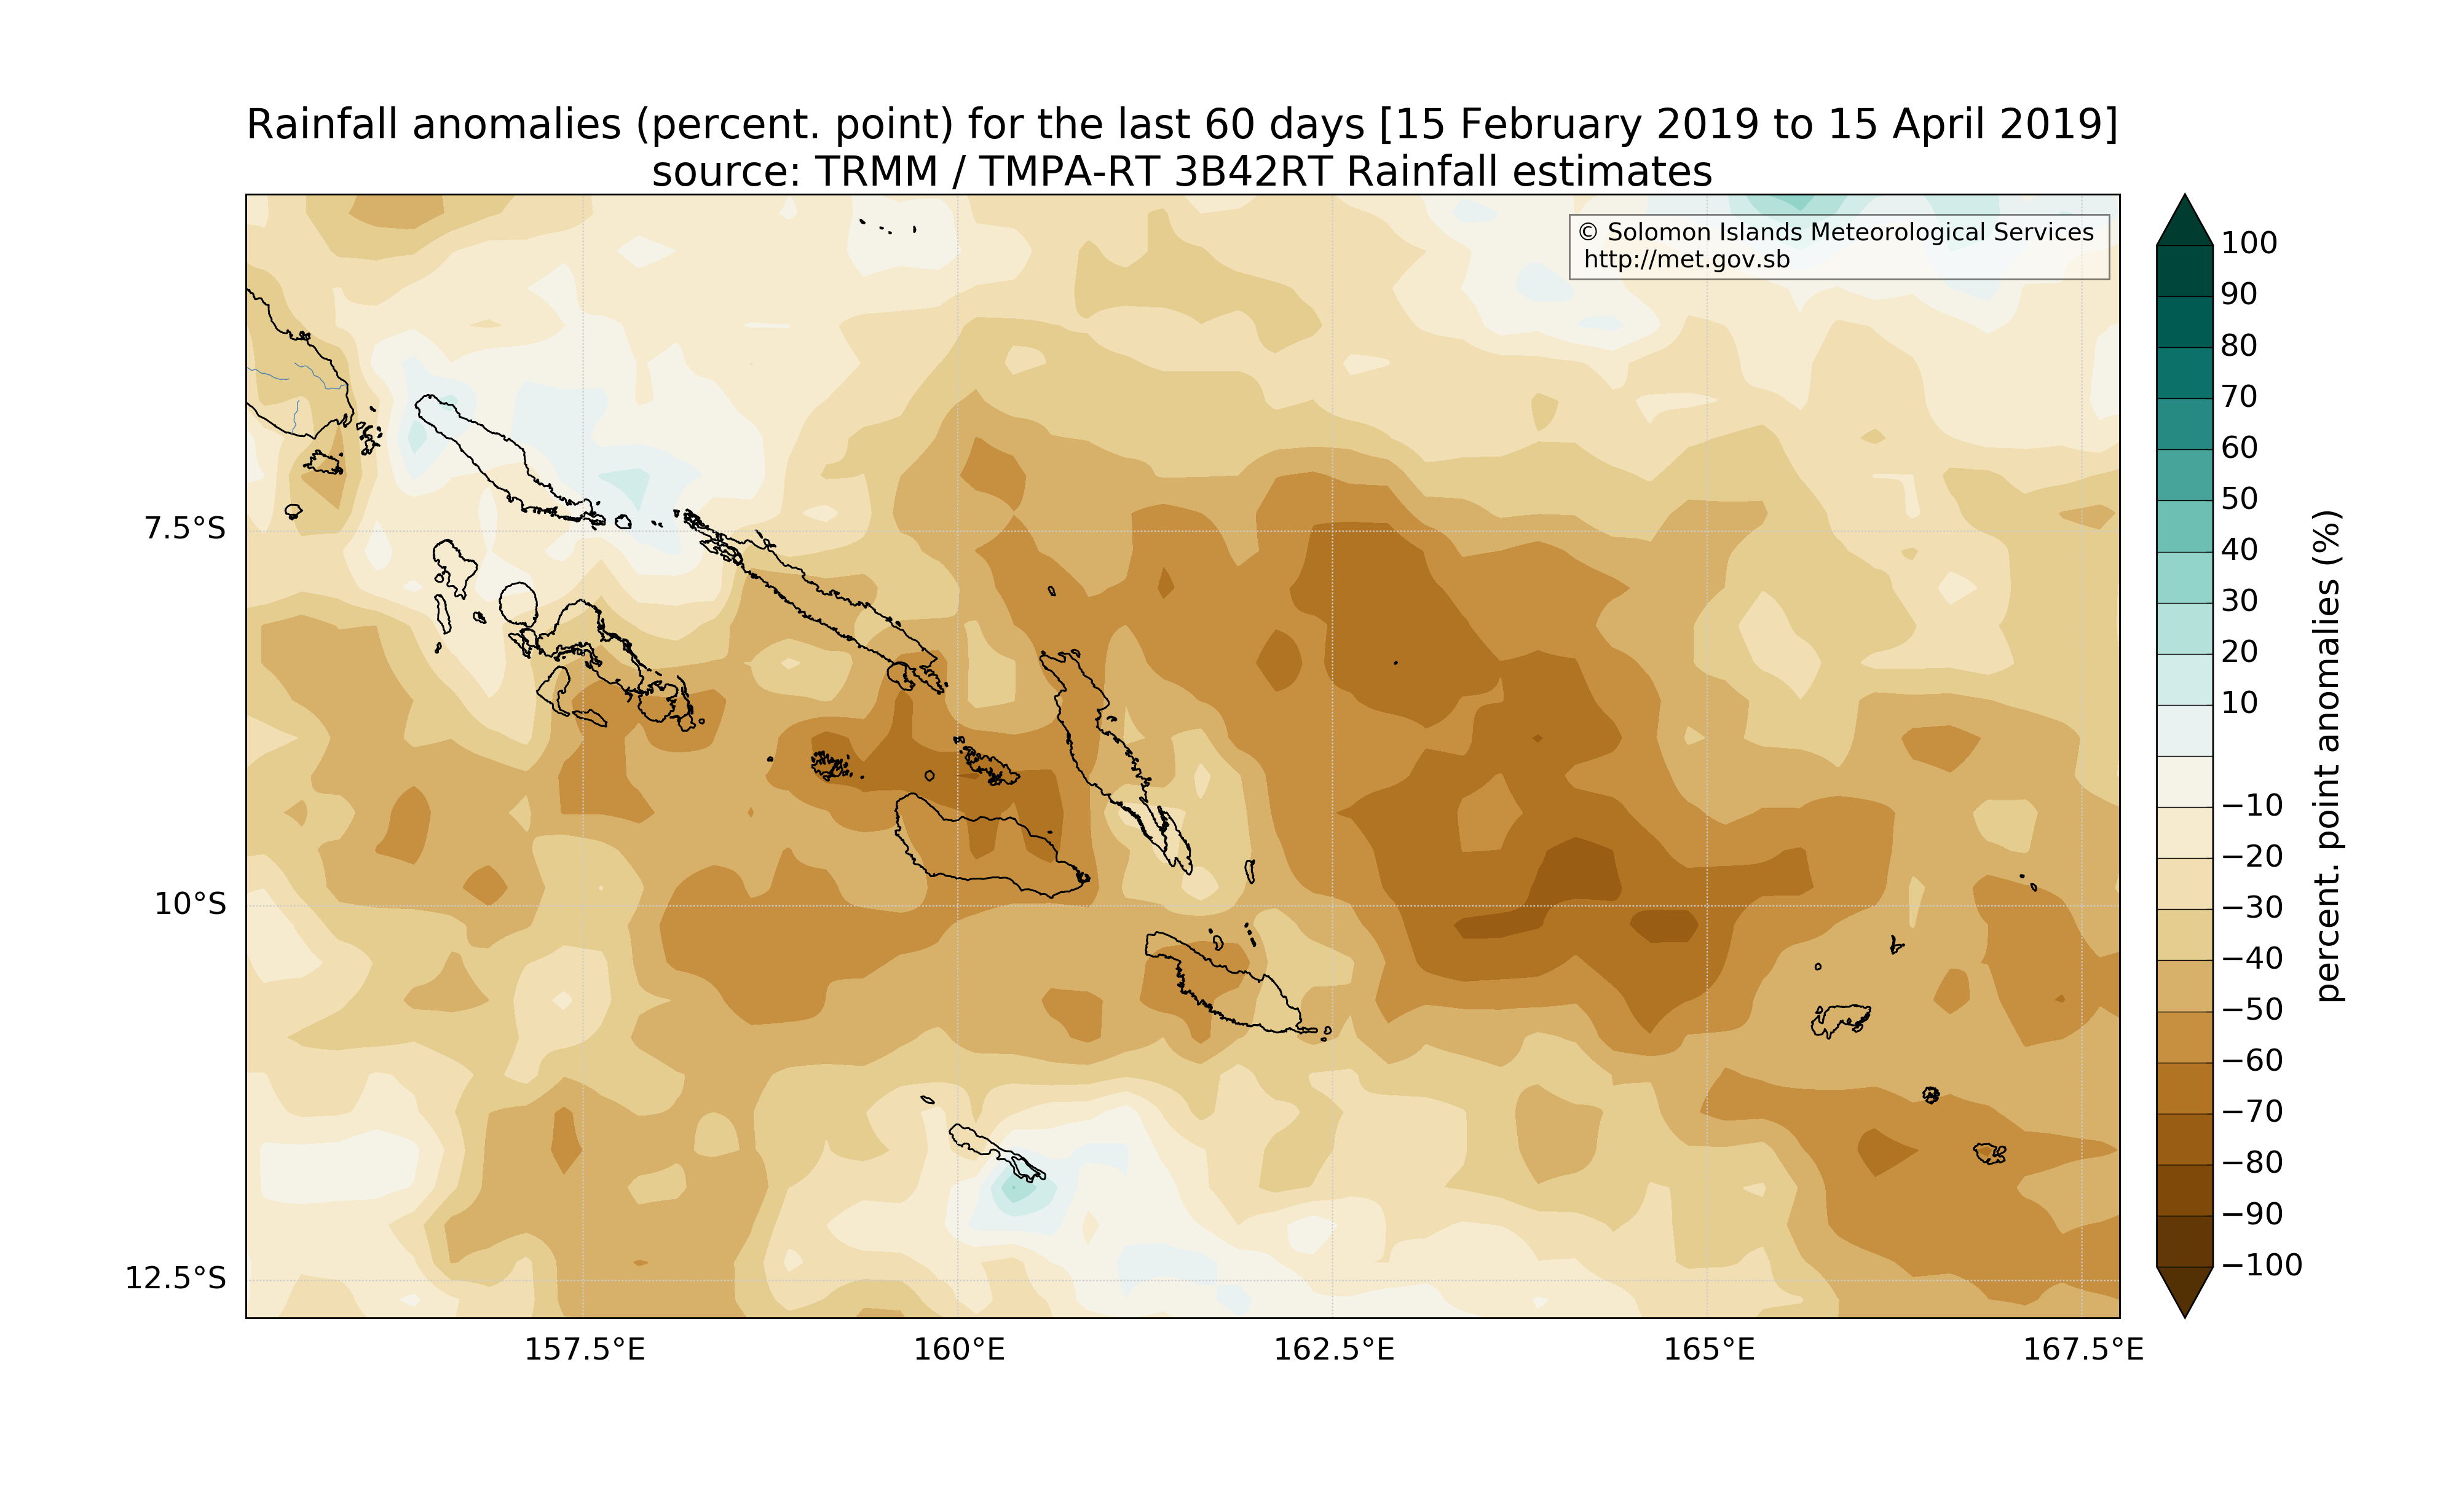 Rainfall anomalies (percent. point) for the last 60 days [15 February 2019 to 15 April 2019]
source: TRMM / TMPA-RT 3B42RT Rainfall estimates
© Solomon Islands Meteorological Services
http://met.gov.sb
7.5°S
10°S
12.5°S
157.5°E
160°E
162.5°E
165°E
167.5°E
100
90
80
70
60
50
40
30
20
10
−10
−20
−30
−40
−50
−60
−70
−80
−90
−100
percent. point anomalies (%)